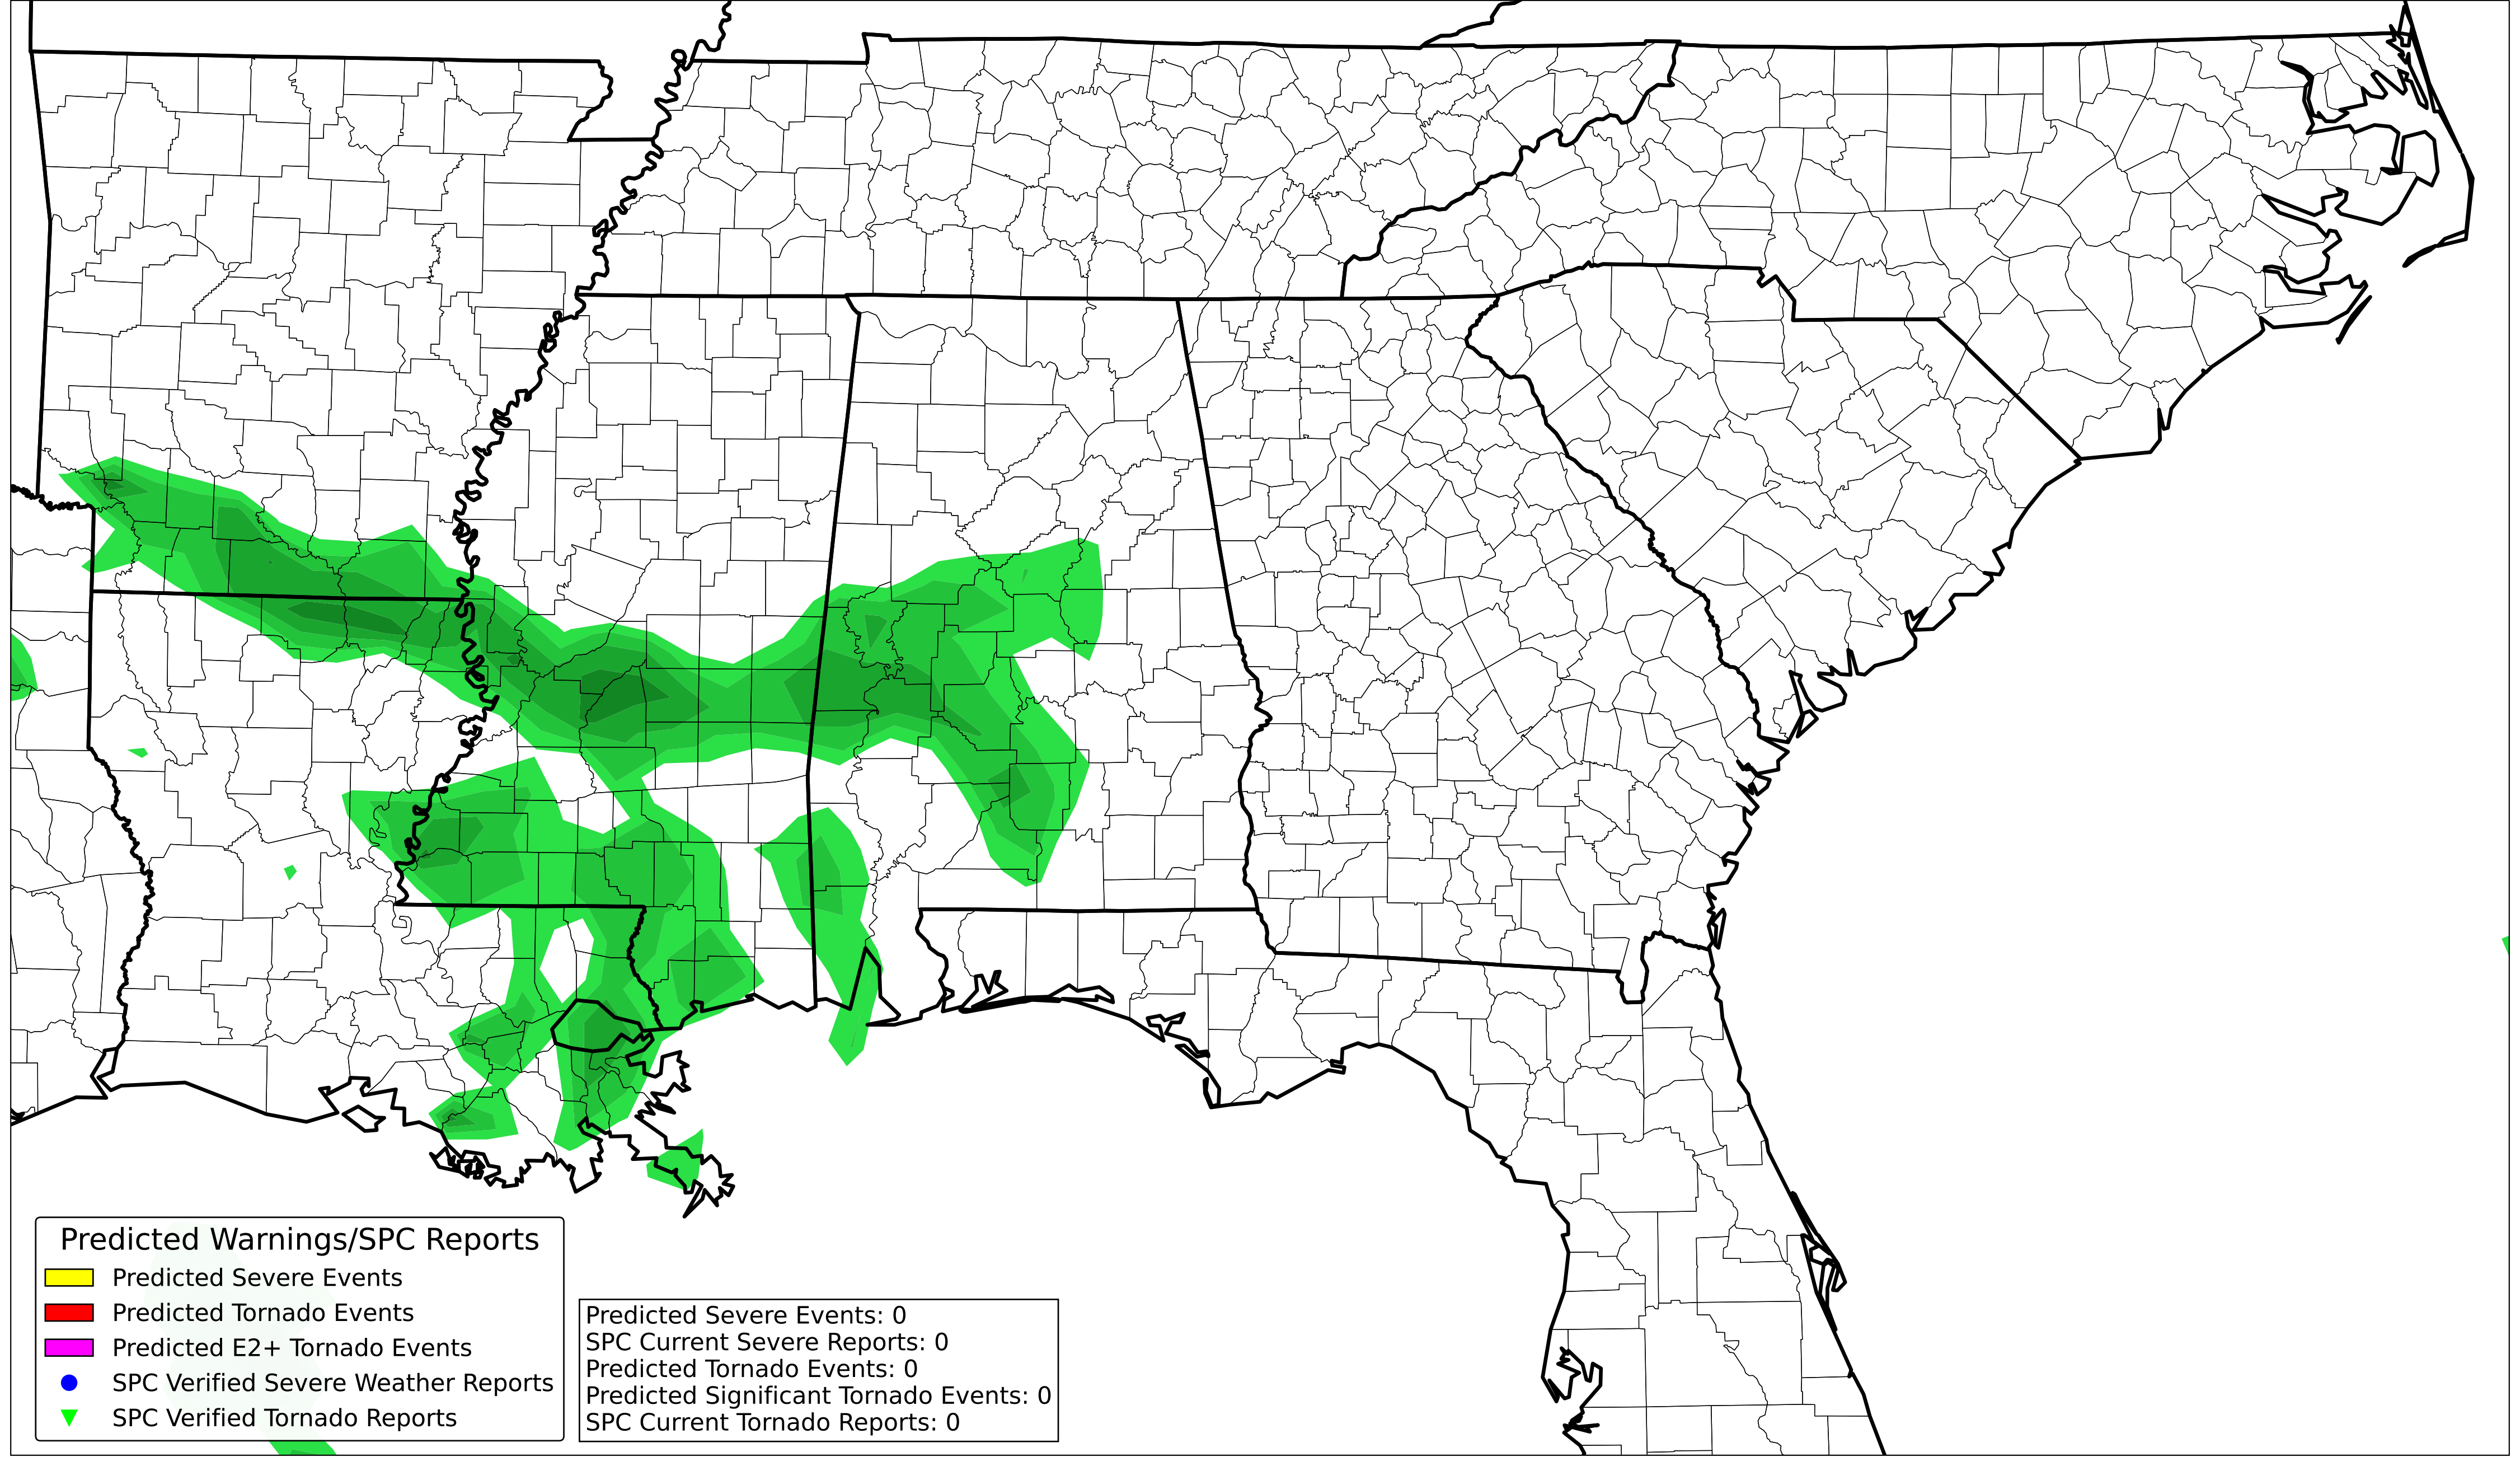 Predicted Warnings/SPC Reports
Predicted Severe Events
Predicted Tornado Events
Predicted E2+ Tornado Events
SPC Verified Severe Weather Reports
SPC Verified Tornado Reports
Predicted Severe Events: 0
SPC Current Severe Reports: 0
Predicted Tornado Events: 0
Predicted Significant Tornado Events: 0
SPC Current Tornado Reports: 0